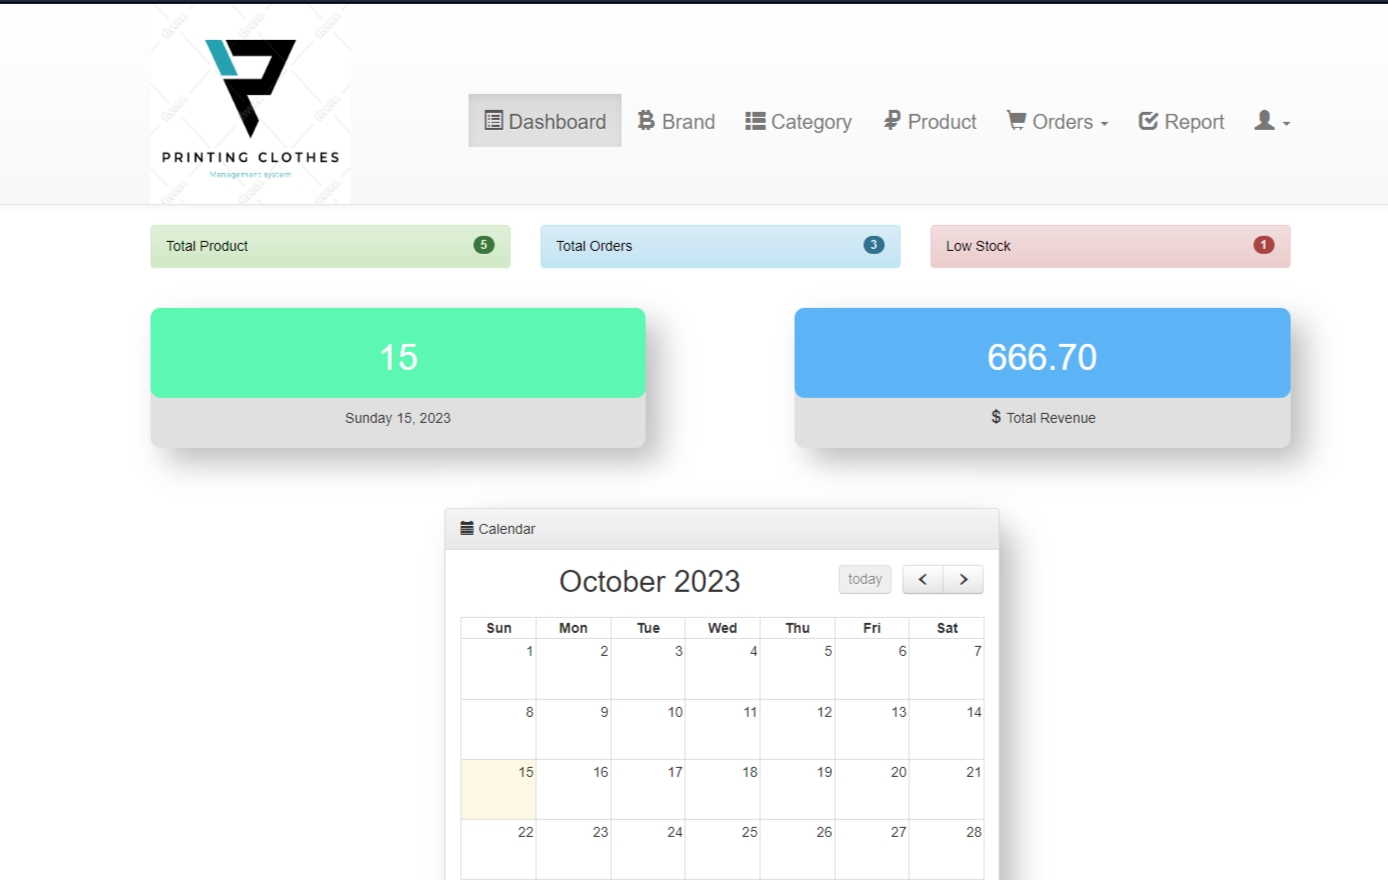 PRINTING CLOTHES
Management system
Dashboard Brand Category Product Orders Report
Total Product 5
Total Orders 3
Low Stock 1
15
Sunday 15, 2023
666.70
$ Total Revenue
Calendar
October 2023
today
Sun Mon Tue Wed Thu Fri Sat
1 2 3 4 5 6 7
8 9 10 11 12 13 14
15 16 17 18 19 20 21
22 23 24 25 26 27 28